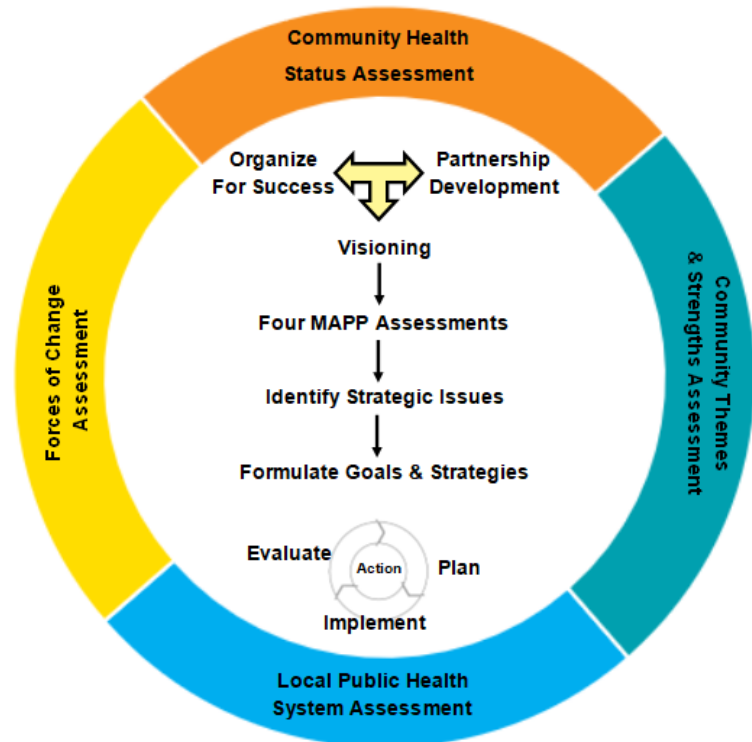 Community Health
Status Assessment
Organize
For Success
Partnership
Development
Visioning
Four MAPP Assessments
Identify Strategic Issues
Formulate Goals & Strategies
Evaluate
Action
Plan
Implement
Forces of Change
Assessment
Community Themes
& Strengths Assessment
Local Public Health
System Assessment